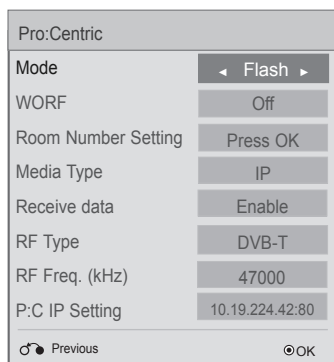 Pro:Centric
Mode ◄ Flash ►
WORF Off
Room Number Setting Press OK
Media Type IP
Receive data Enable
RF Type DVB-T
RF Freq. (kHz) 47000
P:C IP Setting 10.19.224.42:80
Previous OK